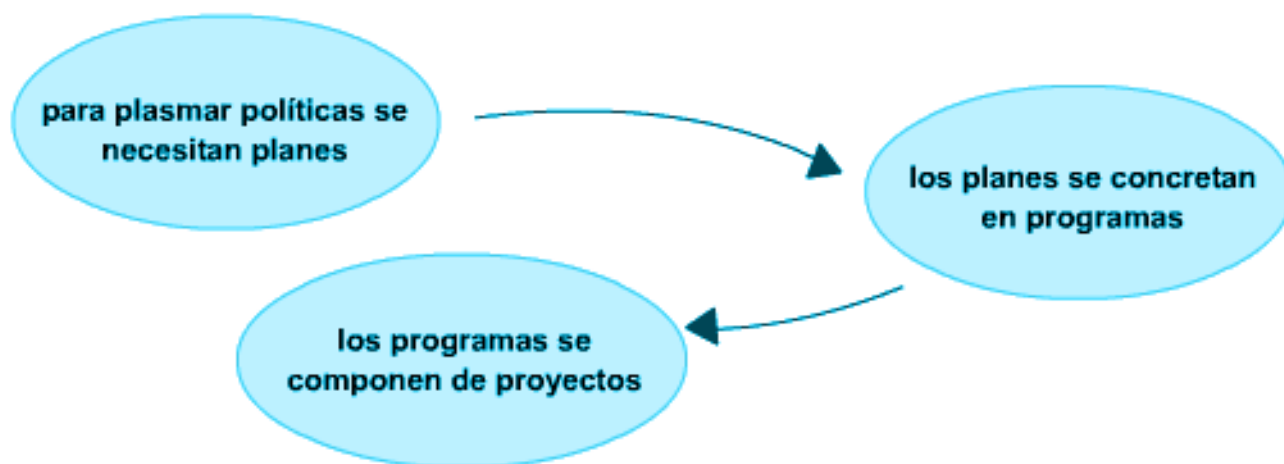 para plasmar políticas se
necesitan planes
los planes se concretan
en programas
los programas se
componen de proyectos